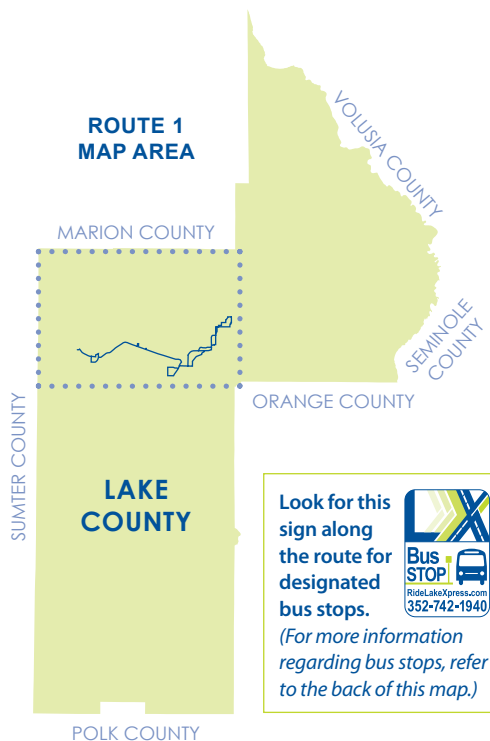 ROUTE 1
MAP AREA
VOLUSIA COUNTY
MARION COUNTY
SEMINOLE
COUNTY
ORANGE COUNTY
SUMTER COUNTY
LAKE
COUNTY
Look for this
sign along
the route for
designated
bus stops.
(For more information
regarding bus stops, refer
to the back of this map.)
LX
Bus
STOP
RideLakeXpress.com
352-742-1940
POLK COUNTY